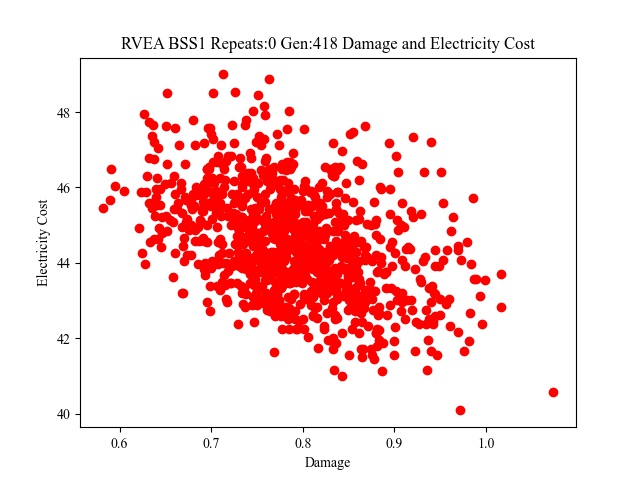 RVEA BSS1 Repeats:0 Gen:418 Damage and Electricity Cost
48
46
44
42
40
Electricity Cost
0.6 0.7 0.8 0.9 1.0
Damage